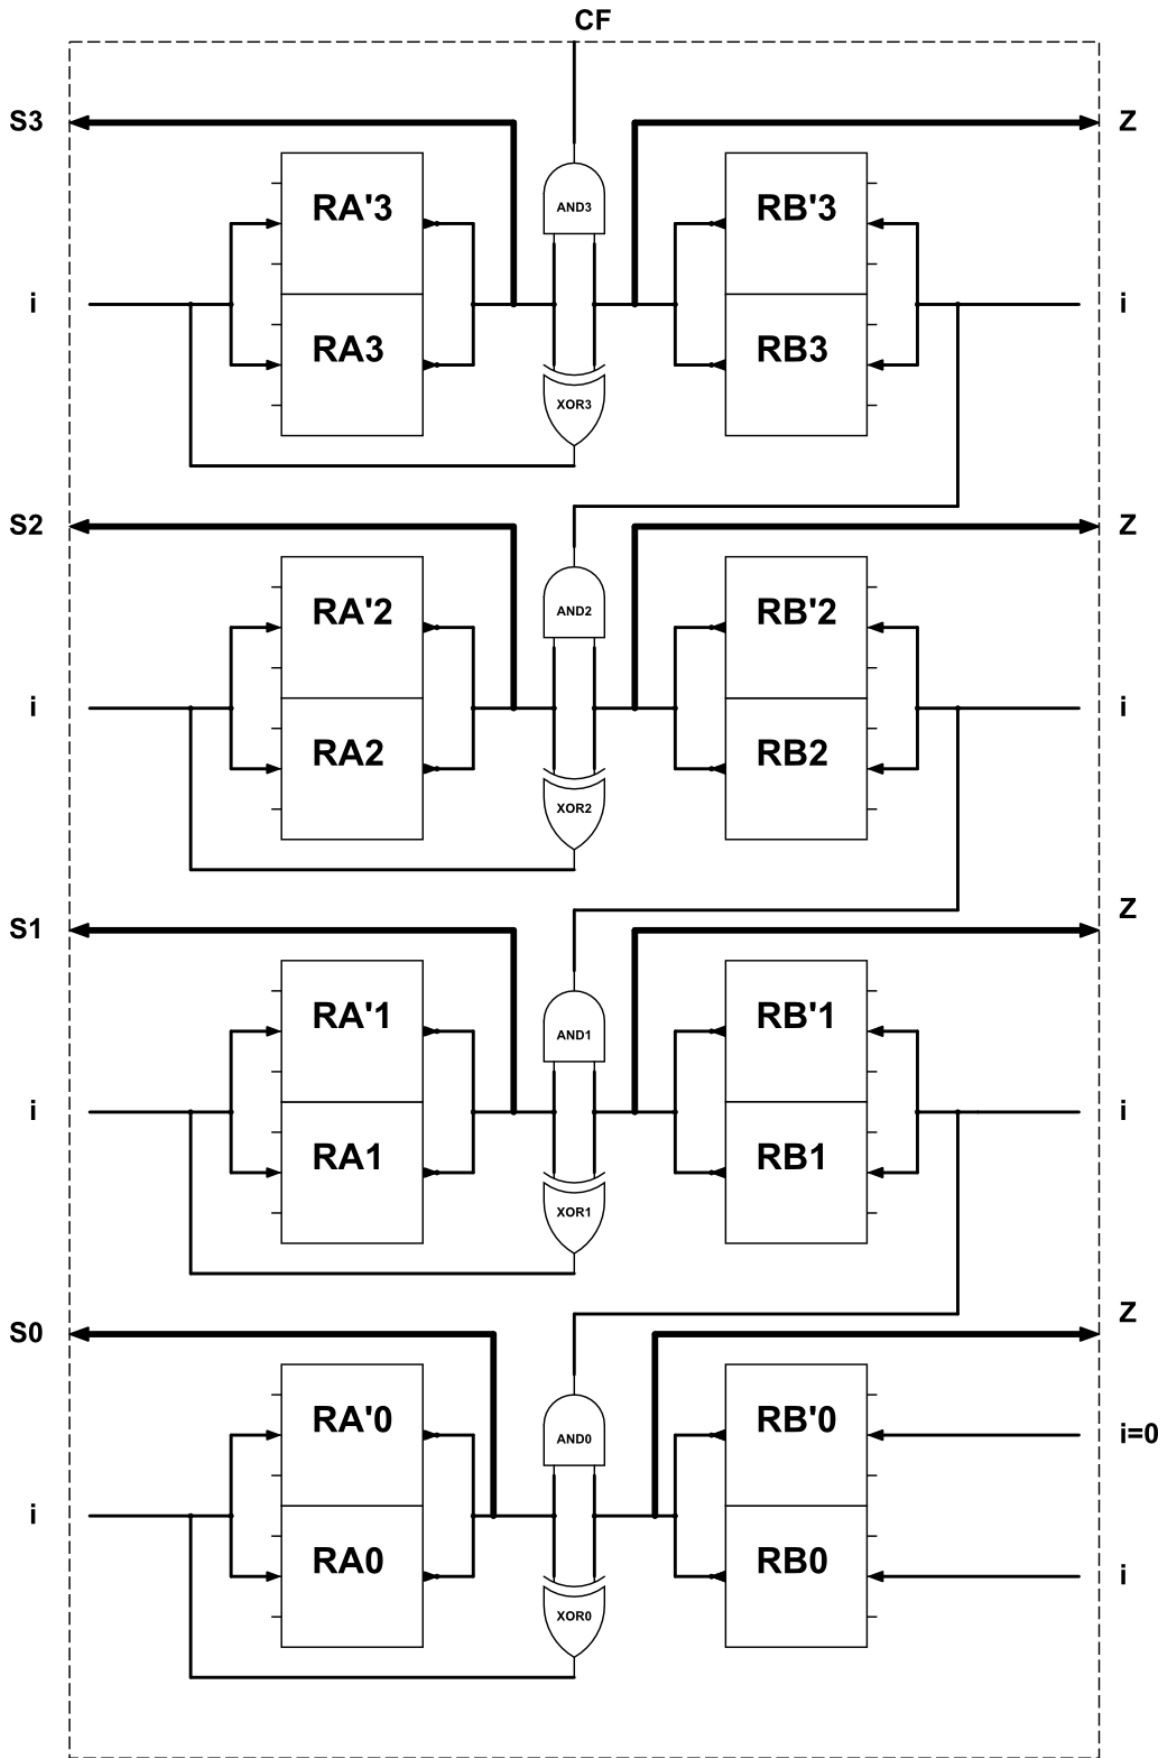 CF
S3
Z
RA'3
AND3
RB'3
i
i
RA3
RB3
XOR3
S2
Z
RA'2
AND2
RB'2
i
i
RA2
RB2
XOR2
Z
S1
RA'1
AND1
RB'1
i
i
RA1
RB1
XOR1
Z
S0
RA'0
AND0
RB'0
i=0
i
RA0
RB0
i
XOR0